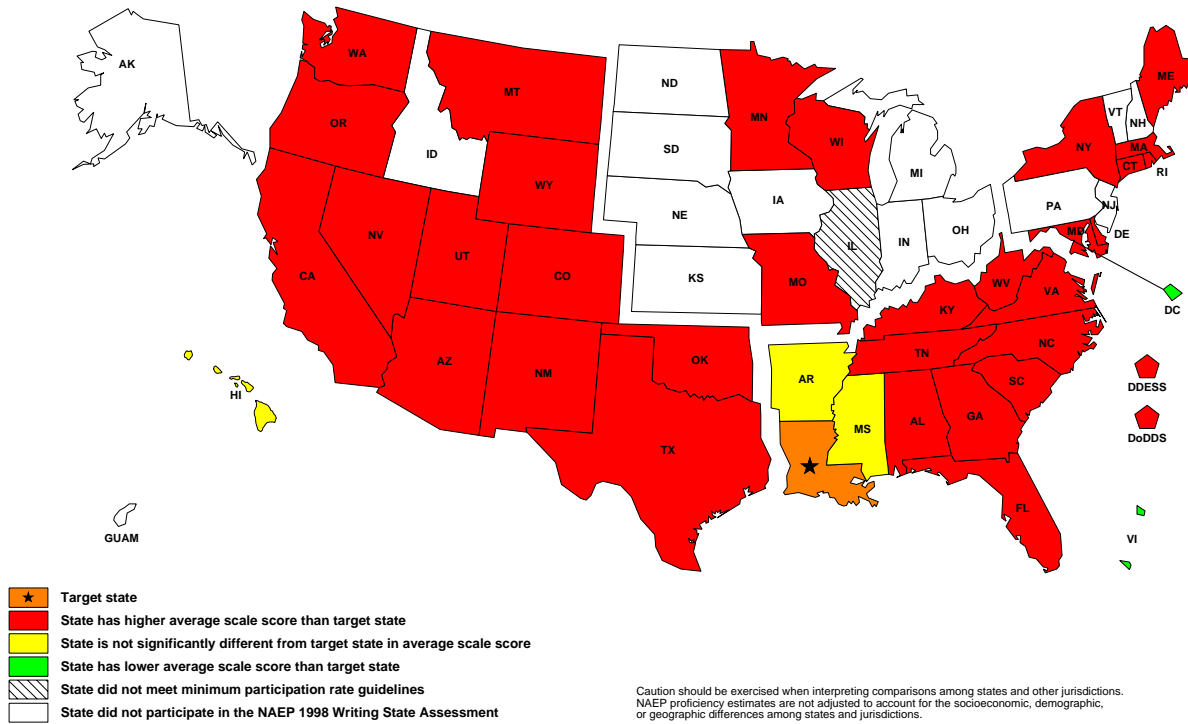 AK
WA
MT
ND
MN
ME
VT
NH
OR
ID
SD
WI
NY
MA
CT
RI
MI
WY
IA
NE
PA
NJ
NV
UT
CO
IL
IN
OH
MD
DE
CA
KS
MO
WV
VA
KY
DC
AZ
NM
OK
AR
TN
NC
SC
DDESS
HI
MS
AL
GA
DoDDS
TX
FL
GUAM
VI
Target state
State has higher average scale score than target state
State is not significantly different from target state in average scale score
State has lower average scale score than target state
State did not meet minimum participation rate guidelines
State did not participate in the NAEP 1998 Writing State Assessment
Caution should be exercised when interpreting comparisons among states and other jurisdictions.
NAEP proficiency estimates are not adjusted to account for the socioeconomic, demographic,
or geographic differences among states and jurisdictions.